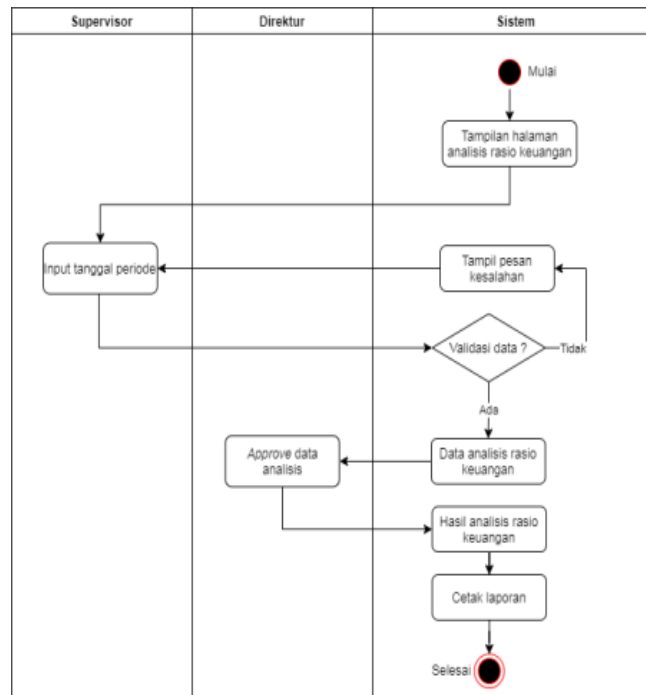 Supervisor
Direktur
Sistem
Mulai
Tampilan halaman
analisis rasio keuangan
Input tanggal periode
Tampil pesan
kesalahan
Validasi data ?
Tidak
Ada
Approve data
analisis
Data analisis rasio
keuangan
Hasil analisis rasio
keuangan
Cetak laporan
Selesai